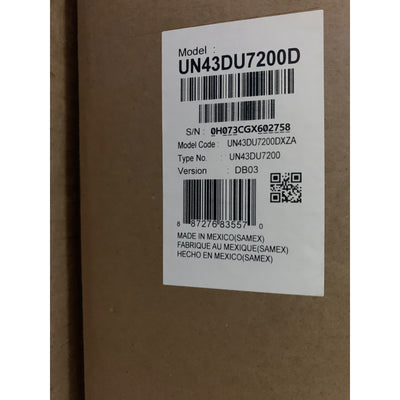 Model :
UN43DU7200D
S/N : 0H073CGX602758
Model Code : UN43DU7200DXZA
Type No. : UN43DU7200
Version : DB03
8 87276 83557 0
MADE IN MEXICO(SAMEX)
FABRIQUE AU MEXIQUE(SAMEX)
HECHO EN MEXICO(SAMEX)